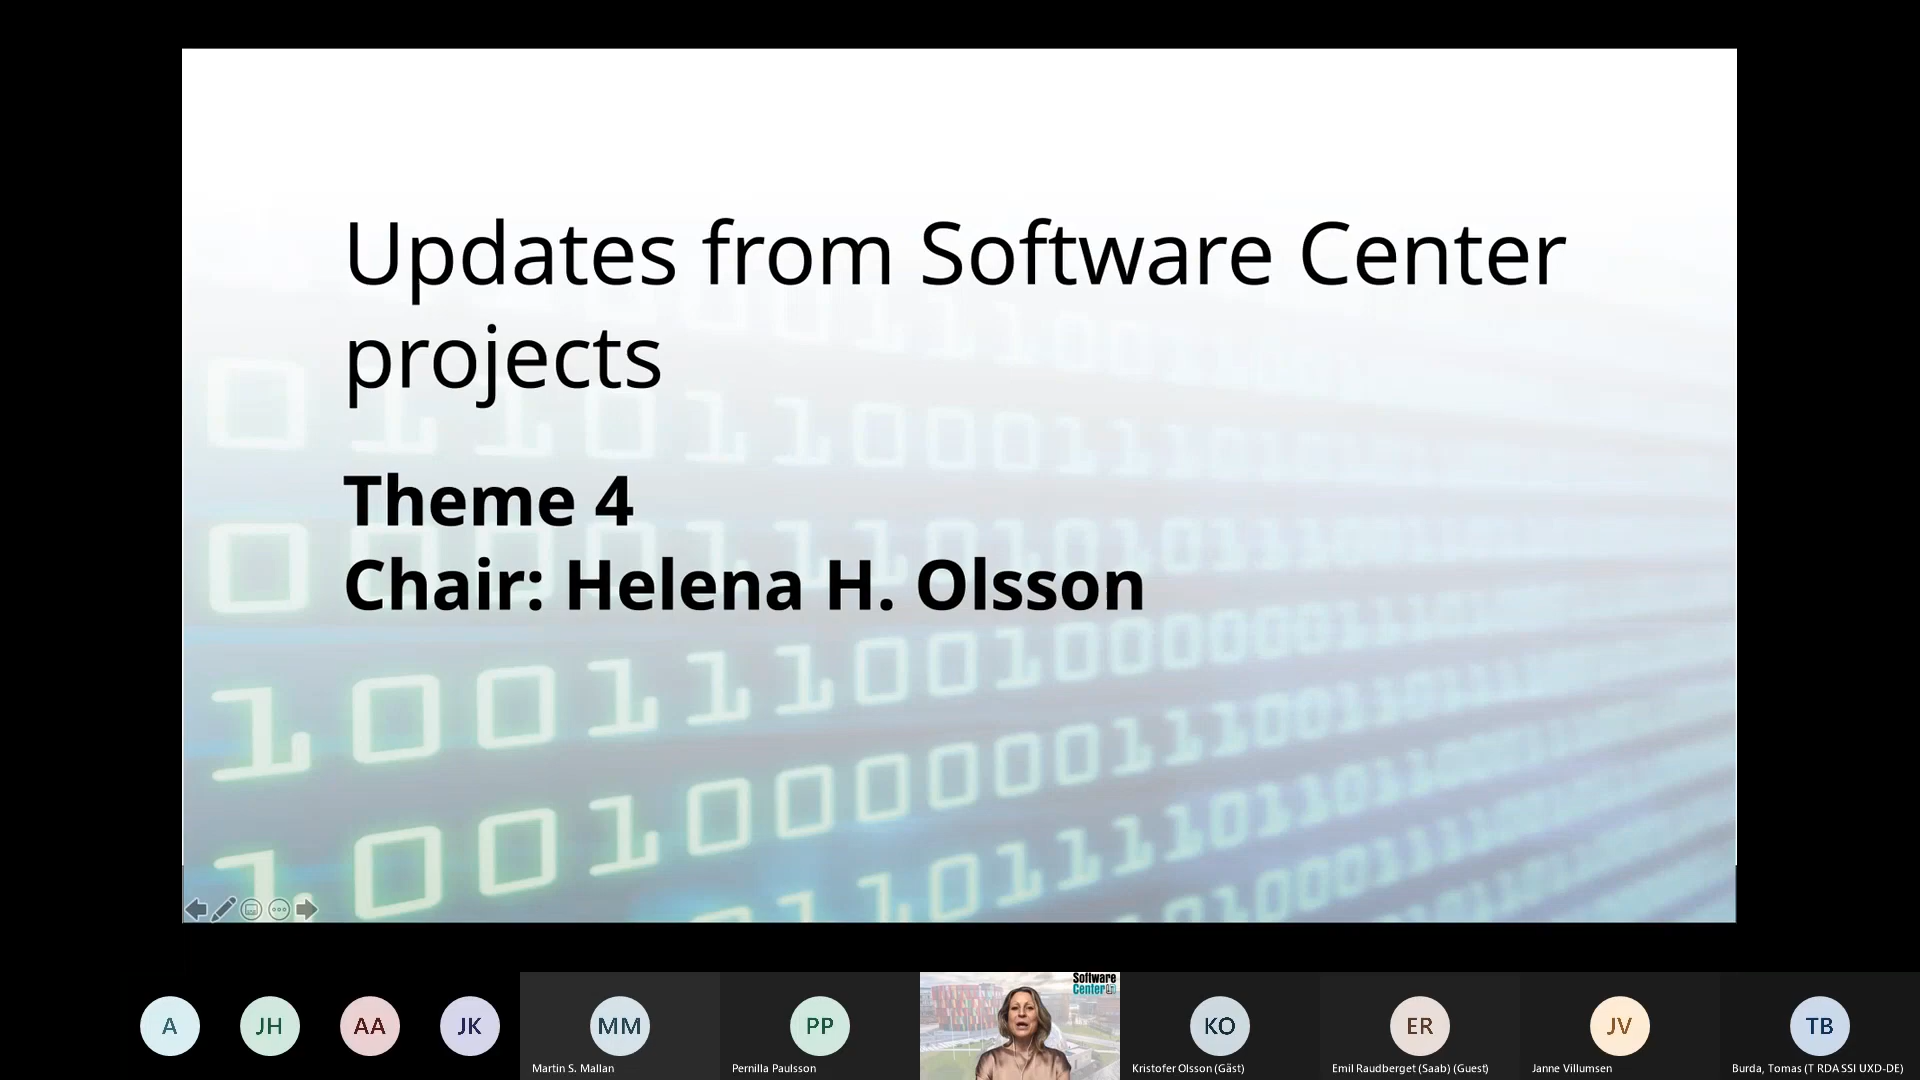 Updates from Software Center
projects
Theme 4
Chair: Helena H. Olsson
Software
Center
A
JH
AA
JK
MM
PP
KO
ER
JV
TB
Martin S. Mallan
Pernilla Paulsson
Kristofer Olsson (Gäst)
Emil Raudberget (Saab) (Guest)
Janne Villumsen
Burda, Tomas (T RDA SSI UXD-DE)